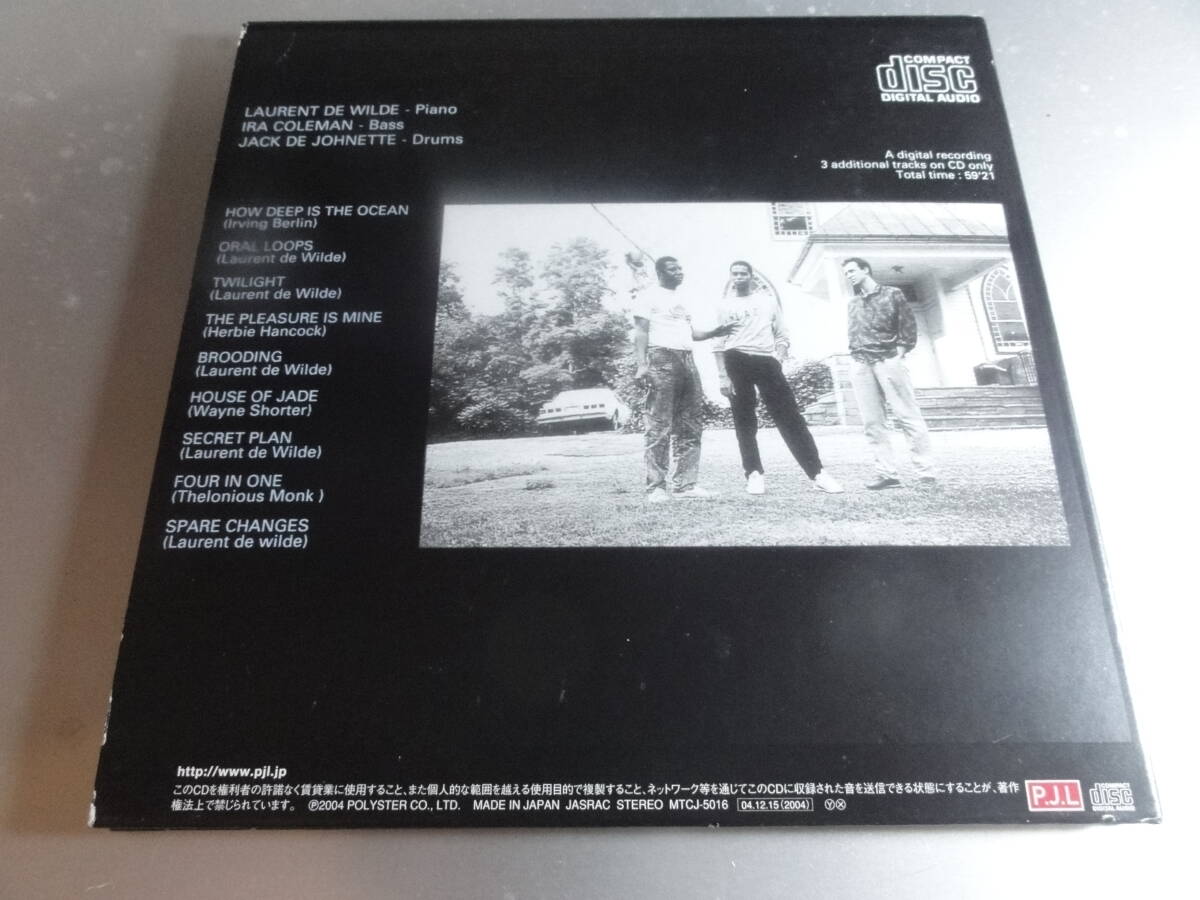 COMPACT
disc
DIGITAL AUDIO
LAURENT DE WILDE - Piano
IRA COLEMAN - Bass
JACK DE JOHNETTE - Drums
A digital recording
3 additional tracks on CD only
Total time : 59'21
HOW DEEP IS THE OCEAN
(Irving Berlin)
ORAL LOOPS
(Laurent de Wilde)
TWILIGHT
(Laurent de Wilde)
THE PLEASURE IS MINE
(Herbie Hancock)
BROODING
(Laurent de Wilde)
HOUSE OF JADE
(Wayne Shorter)
SECRET PLAN
(Laurent de Wilde)
FOUR IN ONE
(Thelonious Monk )
SPARE CHANGES
(Laurent de wilde)
http://www.pjl.jp
このCDを権利者の許諾なく賃貸業に使用すること、また個人的な範囲を越える使用目的で複製すること、ネットワーク等を通じてこのCDに収録された音を送信できる状態にすることが、著作
権法上で禁じられています。 ℗2004 POLYSTER CO., LTD. MADE IN JAPAN JASRAC STEREO MTCJ-5016 04.12.15(2004) Ⓨ Ⓧ
P.J.L
COMPACT
disc
DIGITAL AUDIO